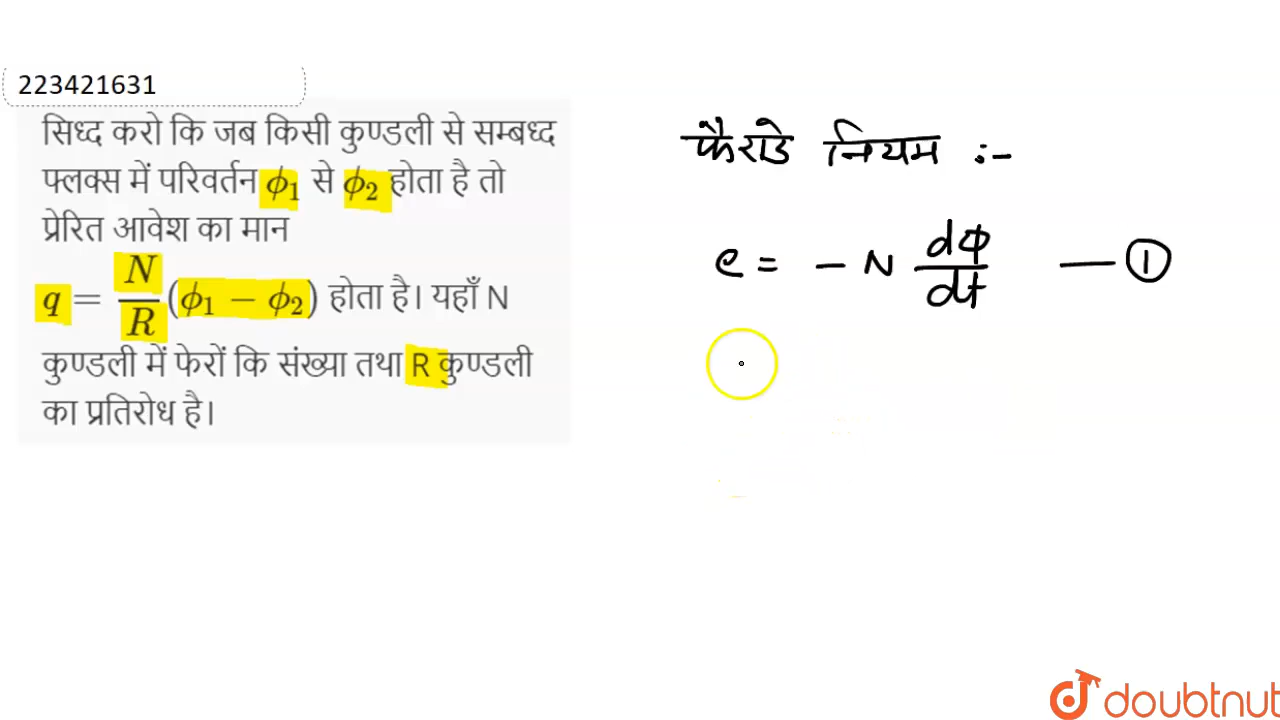 223421631
सिध्द करो कि जब किसी कुण्डली से सम्बध्द
फ्लक्स में परिवर्तन ϕ₁ से ϕ₂ होता है तो
प्रेरित आवेश का मान
q = N/R (ϕ₁ − ϕ₂) होता है। यहाँ N
कुण्डली में फेरों कि संख्या तथा R कुण्डली
का प्रतिरोध है।
फैराडे नियम :-
e = - N dϕ/dt — ①
doubtnut